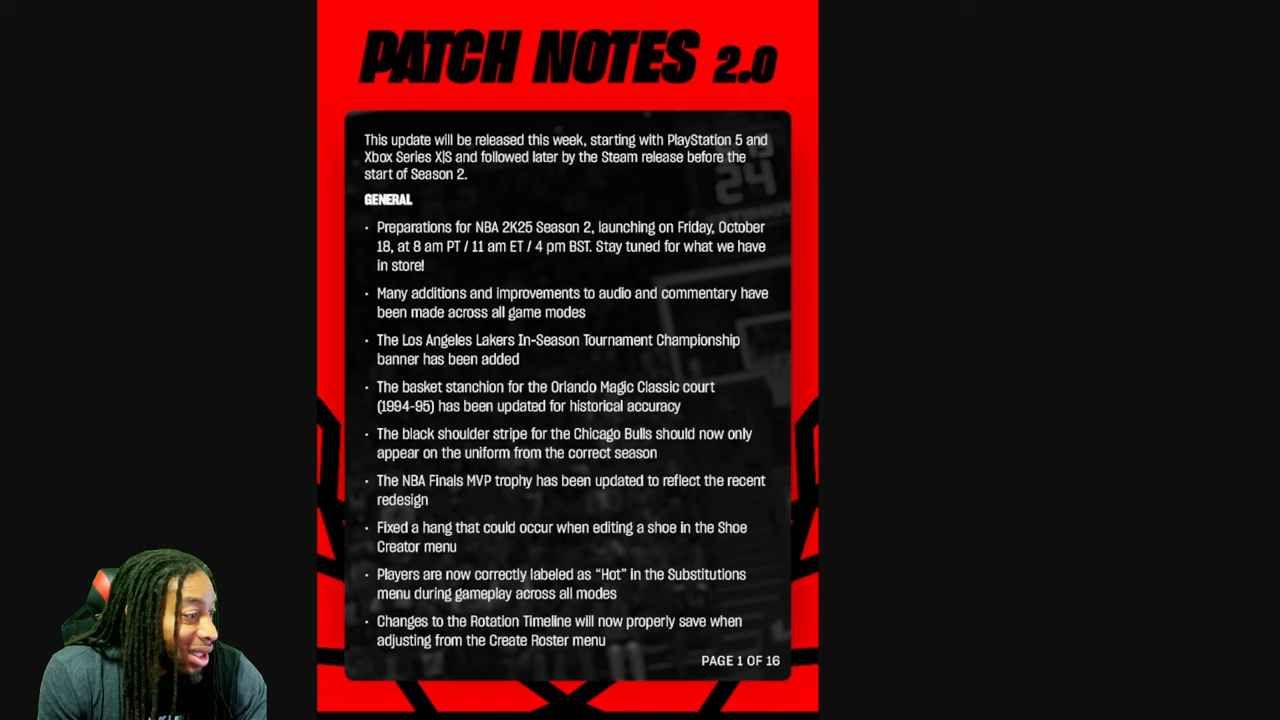 PATCH NOTES 2.0
This update will be released this week, starting with PlayStation 5 and
Xbox Series X|S and followed later by the Steam release before the
start of Season 2.
GENERAL
· Preparations for NBA 2K25 Season 2, launching on Friday, October
18, at 8 am PT / 11 am ET / 4 pm BST. Stay tuned for what we have
in store!
· Many additions and improvements to audio and commentary have
been made across all game modes
· The Los Angeles Lakers In-Season Tournament Championship
banner has been added
· The basket stanchion for the Orlando Magic Classic court
(1994-95) has been updated for historical accuracy
· The black shoulder stripe for the Chicago Bulls should now only
appear on the uniform from the correct season
· The NBA Finals MVP trophy has been updated to reflect the recent
redesign
· Fixed a hang that could occur when editing a shoe in the Shoe
Creator menu
· Players are now correctly labeled as “Hot” in the Substitutions
menu during gameplay across all modes
· Changes to the Rotation Timeline will now properly save when
adjusting from the Create Roster menu
PAGE 1 OF 16
24